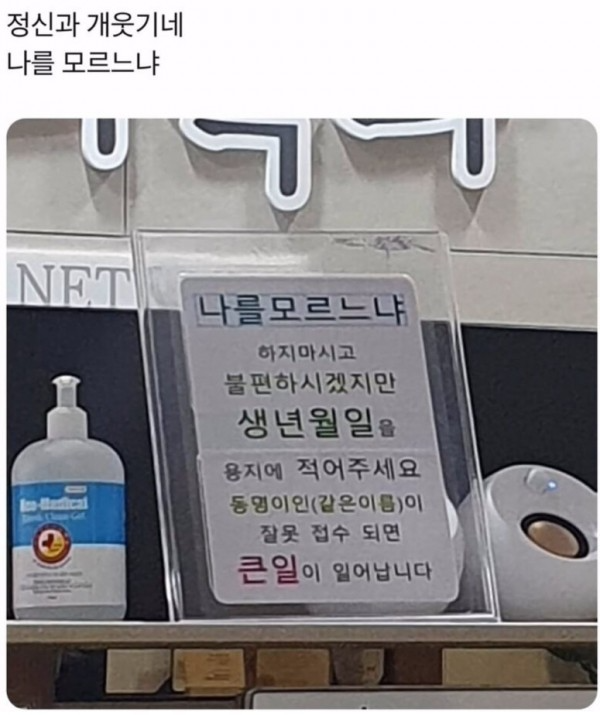 정신과 개웃기네
나를 모르느냐
NET
나를모르느냐
하지마시고
불편하시겠지만
생년월일을
용지에 적어주세요
동명이인(같은이름)이
잘못 접수 되면
큰일이 일어납니다